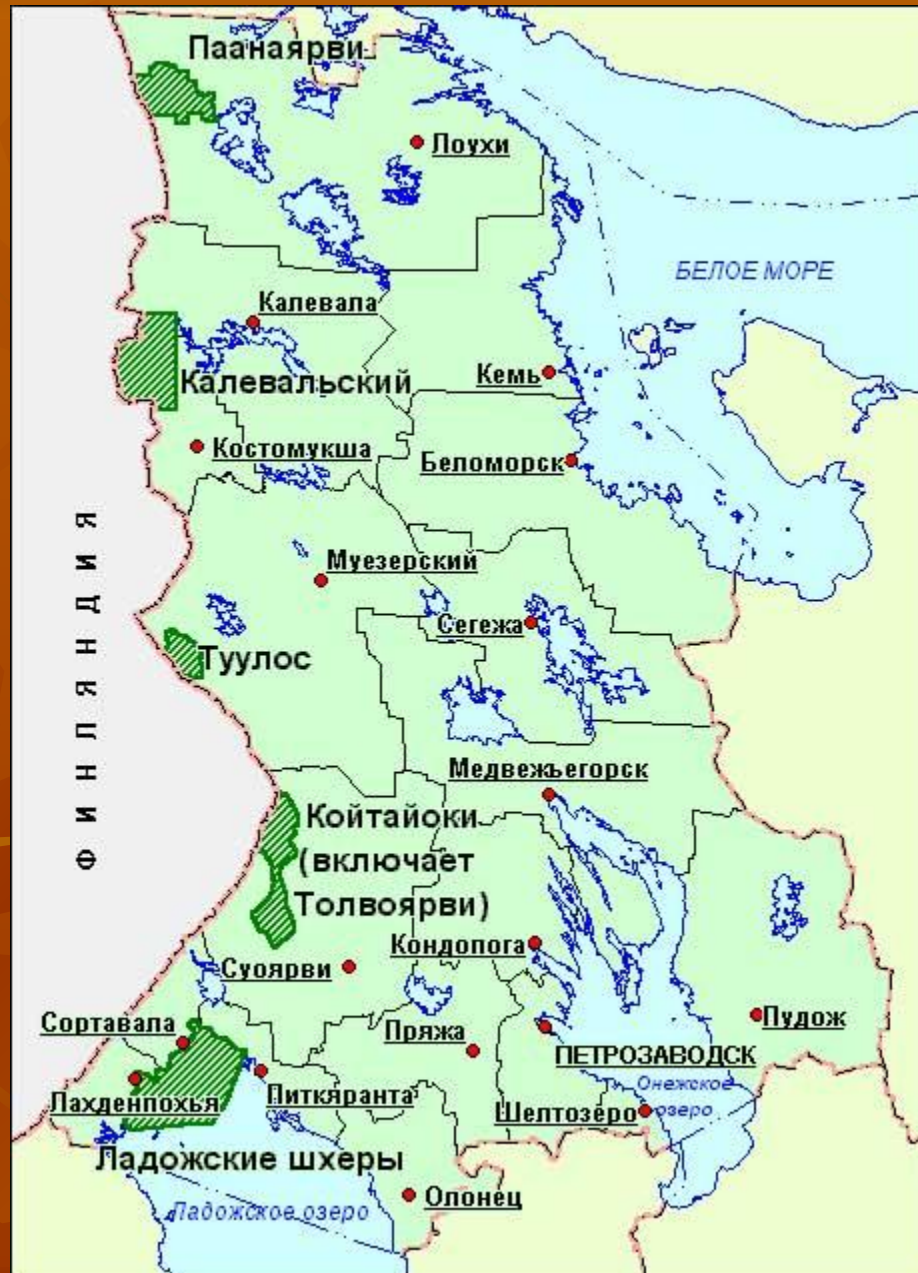 Паанаярви
Лоухи
БЕЛОЕ МОРЕ
Калевала
Кемь
Калевальский
Костомукша
Беломорск
ФИНЛЯНДИЯ
Муезерский
Сегежа
Туулос
Медвежьегорск
Койтайоки
(включает
Толвоярви)
Кондопога
Суоярви
Сортавала
Пряжа
Пудож
ПЕТРОЗАВОДСК
Лахденпохья
Питкяранта
Онежское
озеро
Шелтозеро
Ладожские шхеры
Олонец
Ладожское озеро